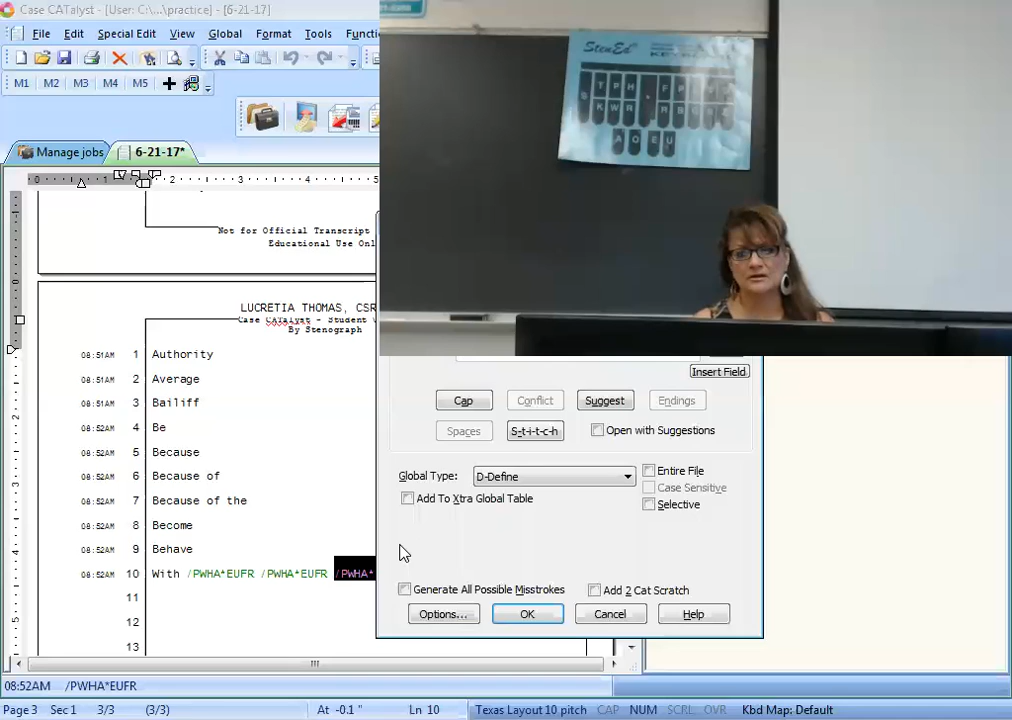 Case CATalyst - [User: C:\...\practice] - [6-21-17]
File Edit View Special Edit Global Format Tools Functi
M1 M2 M3 M4 M5
Manage jobs 6-21-17*
0 1 2 5
StenEd®
T P H * F P
S K W R R B
A O E U
Not for Official Transcript
Educational Use Onl
LUCRETIA THOMAS, CSR
Case CATalyst - Student
By Stenograph
08:51AM 1 Authority
08:51AM 2 Average
08:51AM 3 Bailiff
08:52AM 4 Be
08:52AM 5 Because
08:52AM 6 Because of
08:52AM 7 Because of the
08:52AM 8 Become
08:52AM 9 Behave
08:52AM 10 With /PWHA*EUFR /PWHA*EUFR /PWHA*
11
12
13
Insert Field
Cap Conflict Suggest Endings
Spaces S-t-i-t-c-h Open with Suggestions
Global Type: D-Define Entire File
Case Sensitive
Add To Xtra Global Table Selective
Generate All Possible Misstrokes Add 2 Cat Scratch
Options... OK Cancel Help
08:52AM /PWHA*EUFR
Page 3 Sec 1 3/3 (3/3) At -0.1 " Ln 10 Texas Layout 10 pitch CAP NUM SCRL OVR Kbd Map: Default